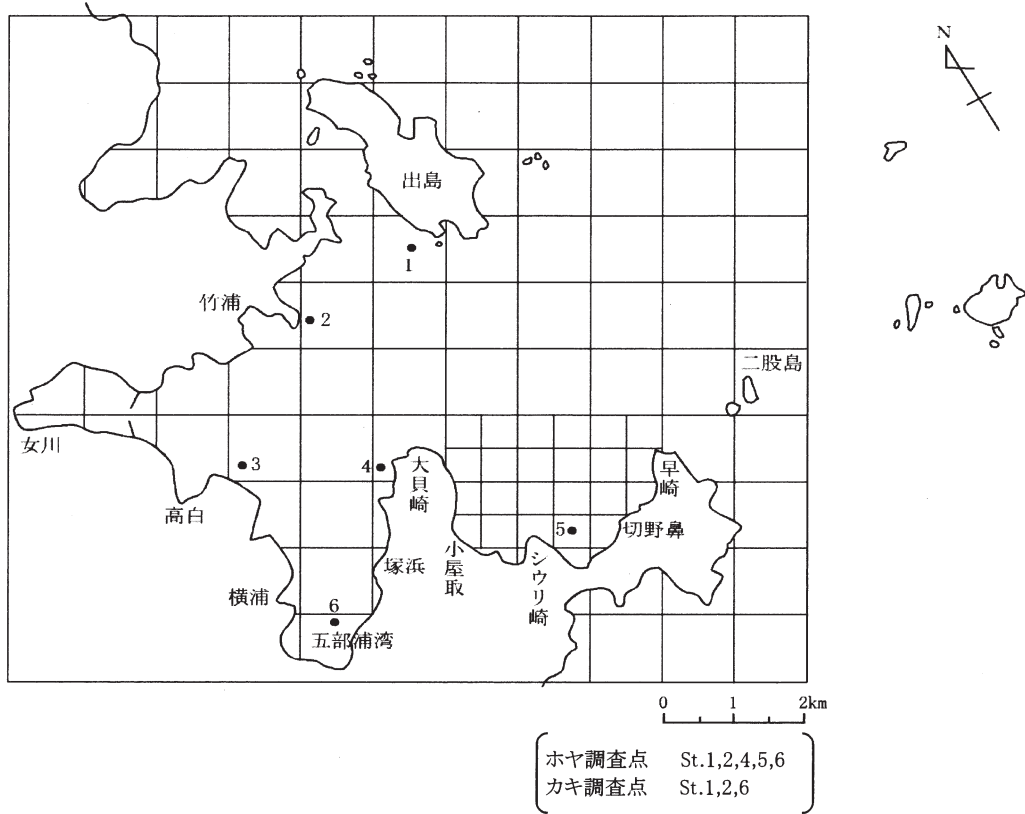 N
出島
1
竹浦
2
二股島
女川
3
4
大貝崎
早崎
高白
5
切野鼻
塚浜
小屋取
シウリ崎
横浦
6
五部浦湾
0 1 2km
ホヤ調査点 St.1,2,4,5,6
カキ調査点 St.1,2,6